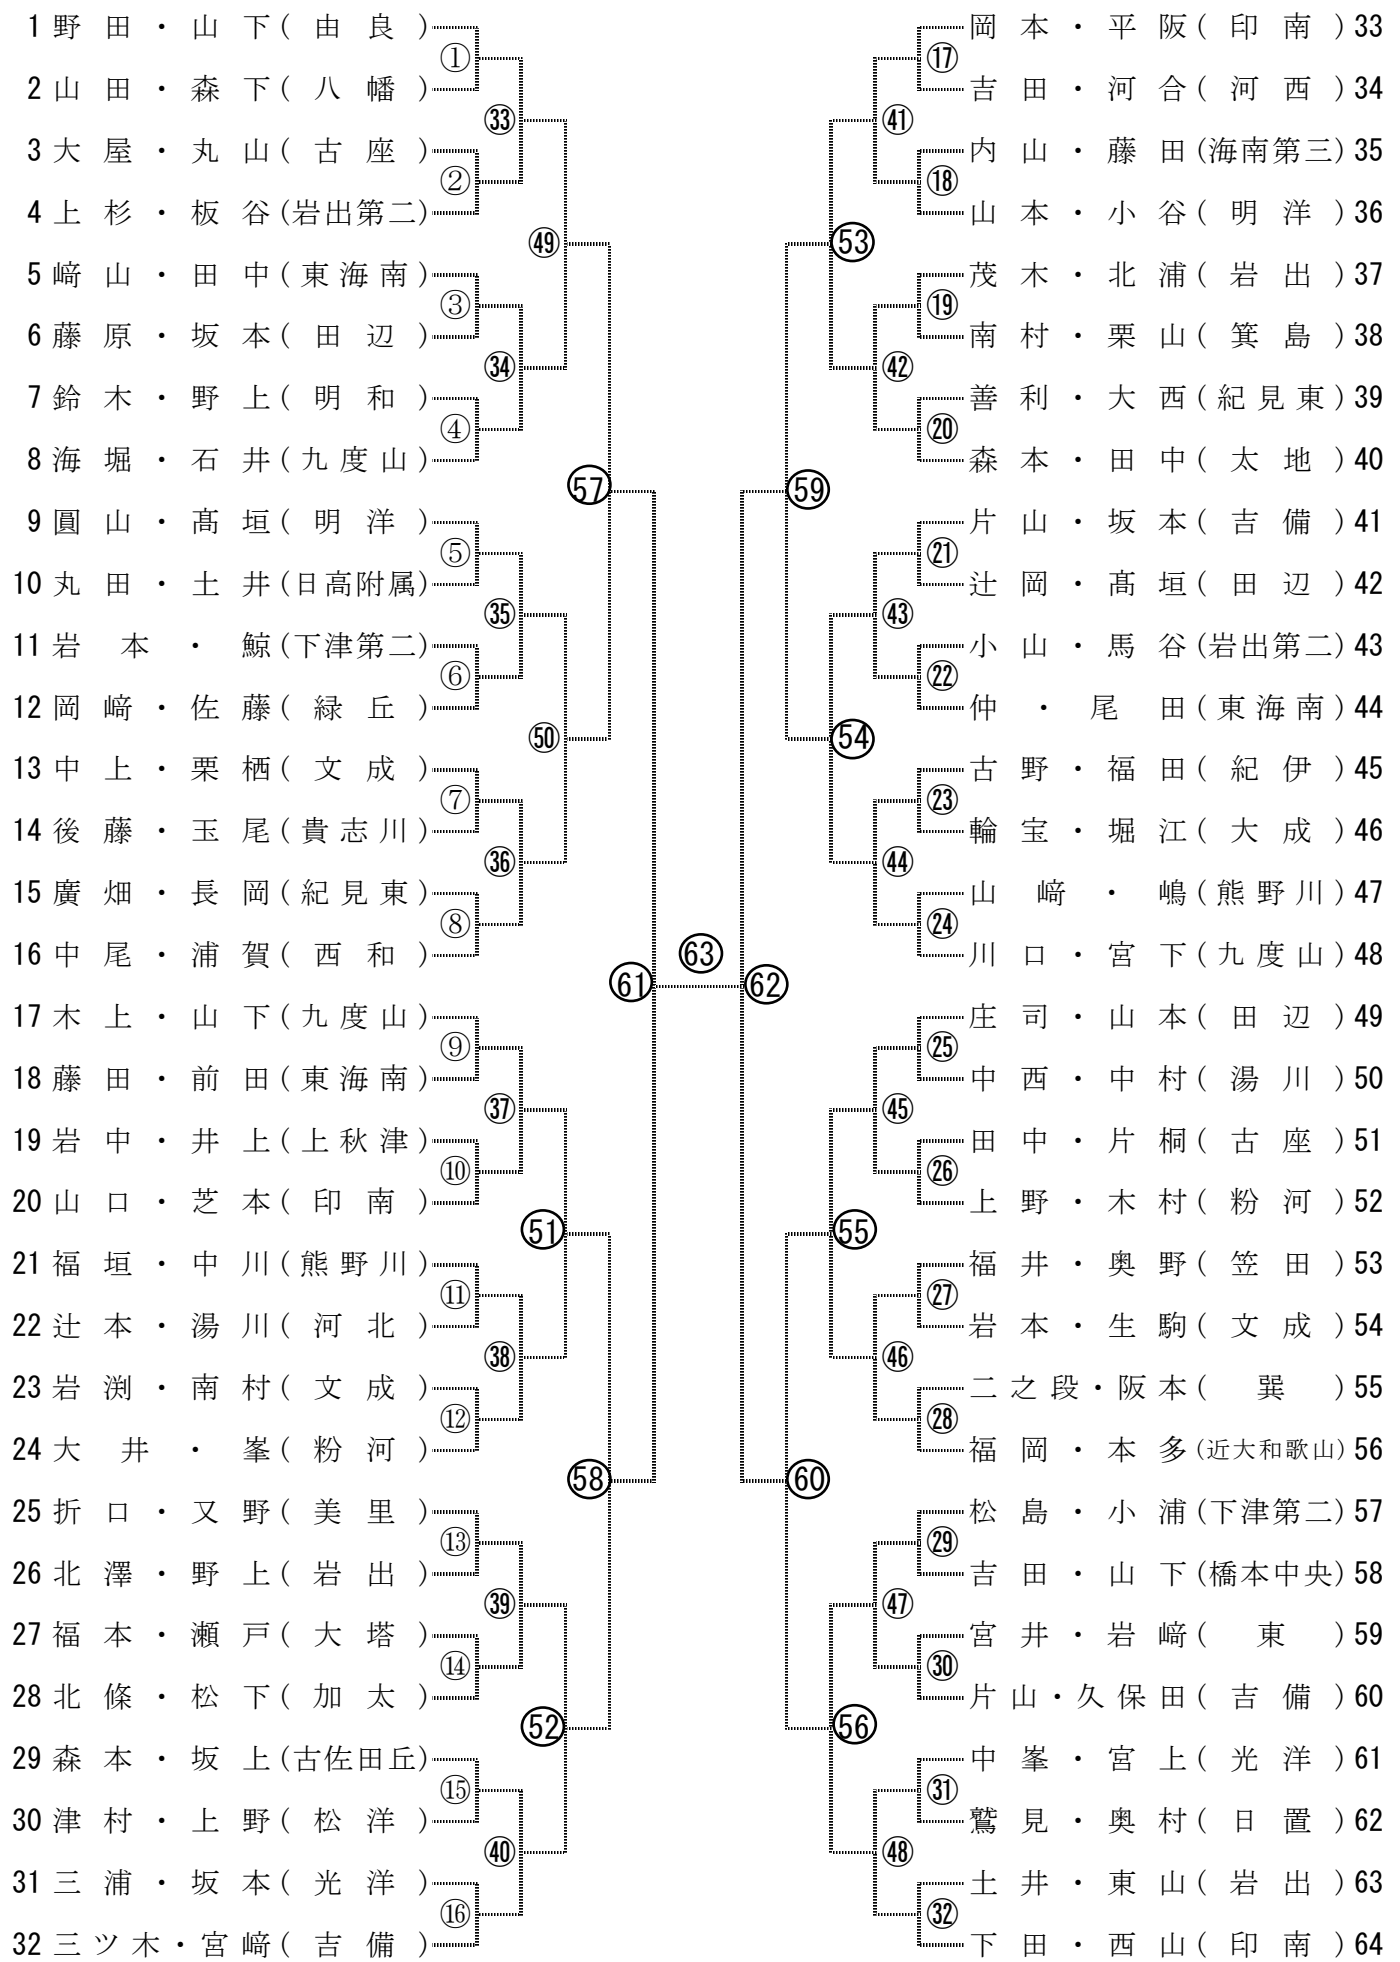 1 野田・山下(由良)
①
2 山田・森下(八幡)
㉝
3 大屋・丸山(古座)
②
4 上杉・板谷(岩出第二)
㊾
5 﨑山・田中(東海南)
③
6 藤原・坂本(田辺)
㉞
7 鈴木・野上(明和)
④
8 海堀・石井(九度山)
57
9 圓山・髙垣(明洋)
⑤
10 丸田・土井(日高附属)
㉟
11 岩本・鯨(下津第二)
⑥
12 岡﨑・佐藤(緑丘)
㊿
13 中上・栗栖(文成)
⑦
14 後藤・玉尾(貴志川)
㊱
15 廣畑・長岡(紀見東)
⑧
16 中尾・浦賀(西和)
61
63
17 木上・山下(九度山)
⑨
18 藤田・前田(東海南)
㊲
19 岩中・井上(上秋津)
⑩
20 山口・芝本(印南)
51
21 福垣・中川(熊野川)
⑪
22 辻本・湯川(河北)
㊳
23 岩渕・南村(文成)
⑫
24 大井・峯(粉河)
58
25 折口・又野(美里)
⑬
26 北澤・野上(岩出)
㊴
27 福本・瀬戸(大塔)
⑭
28 北條・松下(加太)
52
29 森本・坂上(古佐田丘)
⑮
30 津村・上野(松洋)
㊵
31 三浦・坂本(光洋)
⑯
32 三ツ木・宮﨑(吉備)
岡本・平阪(印南)33
⑰
吉田・河合(河西)34
㊶
内山・藤田(海南第三)35
⑱
山本・小谷(明洋)36
53
茂木・北浦(岩出)37
⑲
南村・栗山(箕島)38
㊷
善利・大西(紀見東)39
⑳
森本・田中(太地)40
59
片山・坂本(吉備)41
㉑
辻岡・髙垣(田辺)42
㊸
小山・馬谷(岩出第二)43
㉒
仲・尾田(東海南)44
54
古野・福田(紀伊)45
㉓
輪宝・堀江(大成)46
㊹
山﨑・嶋(熊野川)47
㉔
川口・宮下(九度山)48
62
庄司・山本(田辺)49
㉕
中西・中村(湯川)50
㊺
田中・片桐(古座)51
㉖
上野・木村(粉河)52
55
福井・奥野(笠田)53
㉗
岩本・生駒(文成)54
㊻
二之段・阪本(巽)55
㉘
福岡・本多(近大和歌山)56
60
松島・小浦(下津第二)57
㉙
吉田・山下(橋本中央)58
㊼
宮井・岩﨑(東)59
㉚
片山・久保田(吉備)60
56
中峯・宮上(光洋)61
㉛
鷲見・奥村(日置)62
㊽
土井・東山(岩出)63
㉜
下田・西山(印南)64